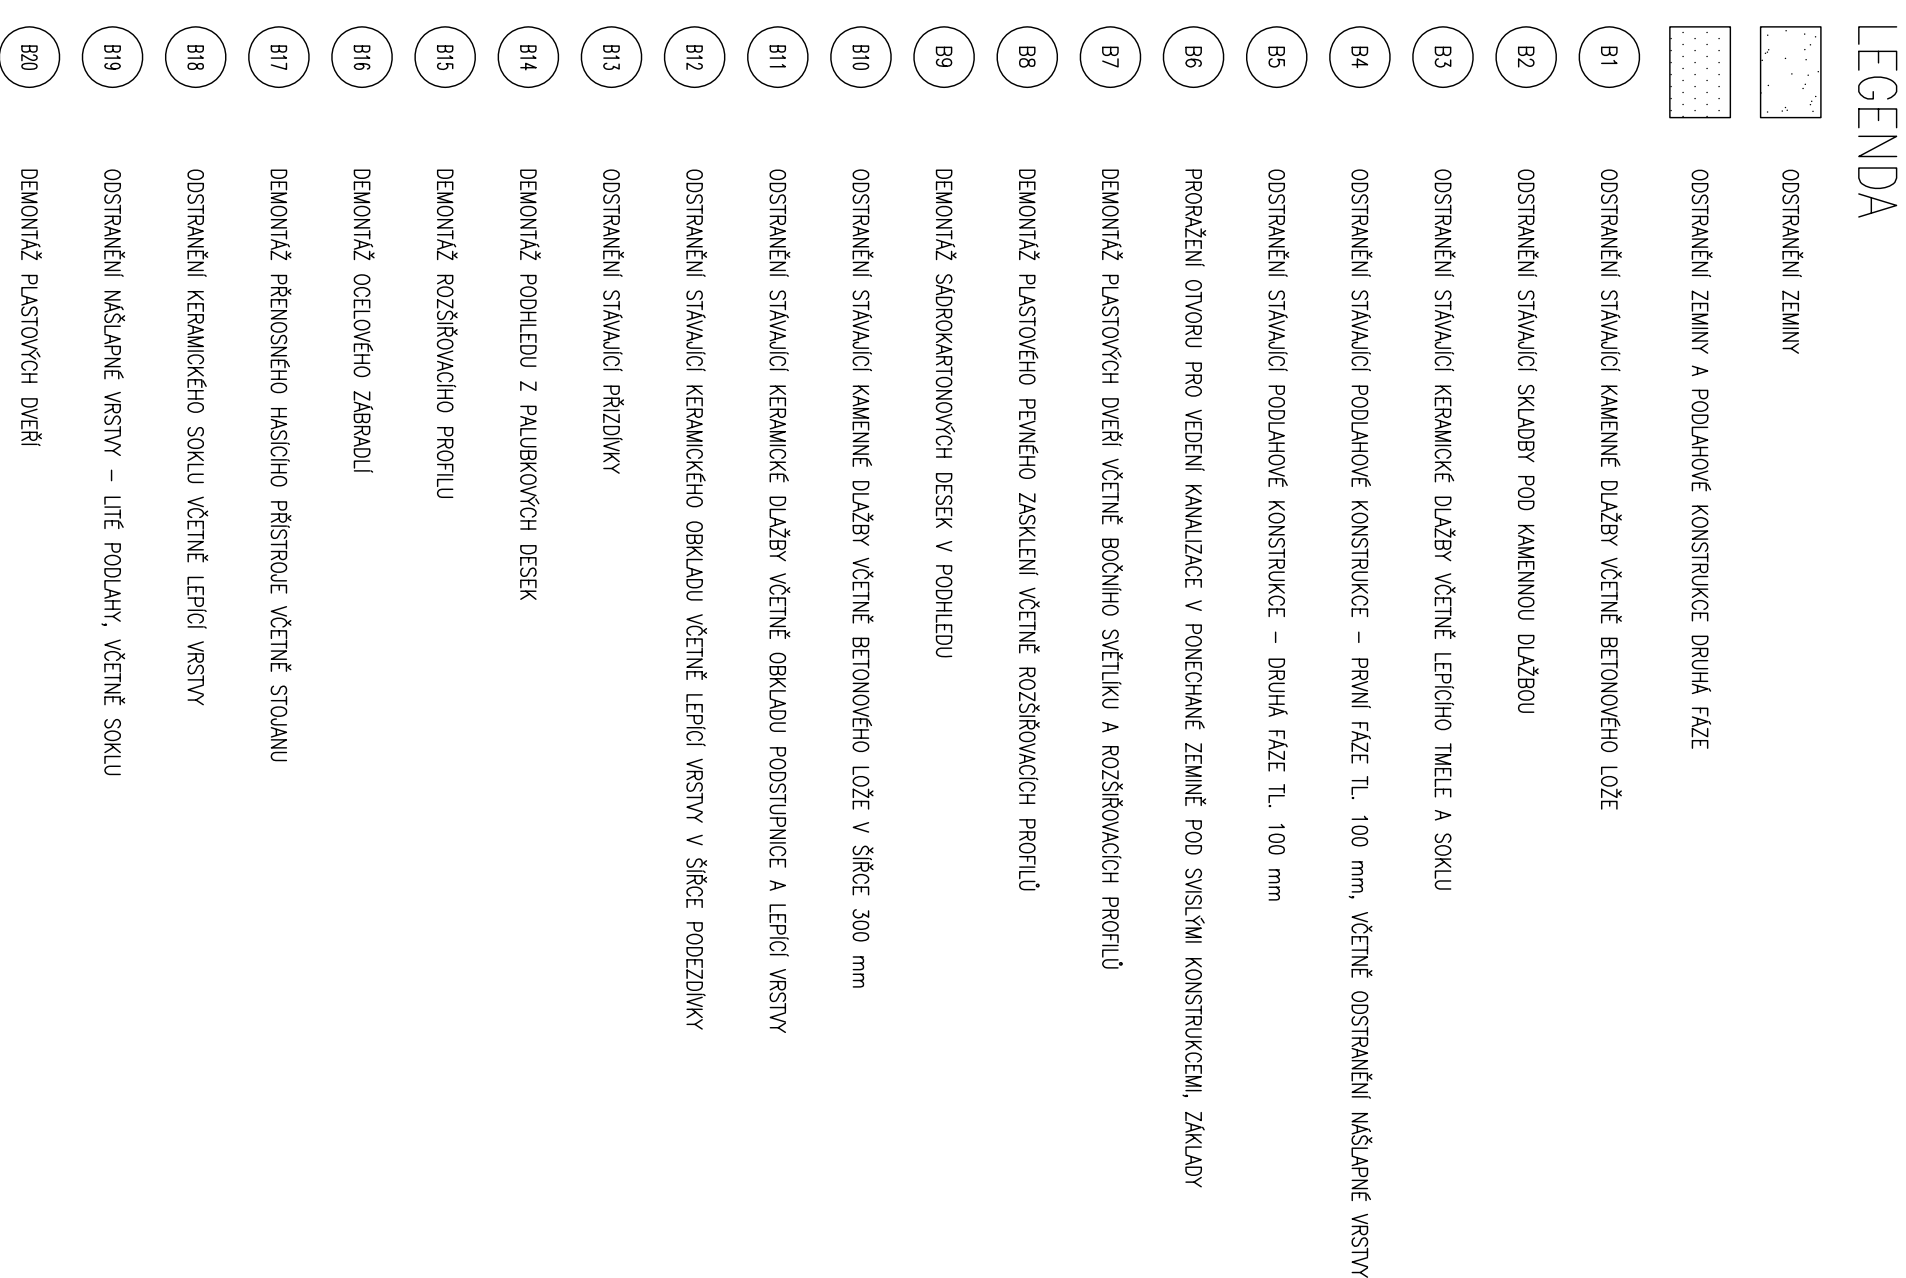 LEGENDA
ODSTRANĚNÍ ZEMINY
ODSTRANĚNÍ ZEMINY A PODLAHOVÉ KONSTRUKCE DRUHÁ FÁZE
B1 ODSTRANĚNÍ STÁVAJÍCÍ KAMENNÉ DLAŽBY VČETNĚ BETONOVÉHO LOŽE
B2 ODSTRANĚNÍ STÁVAJÍCÍ SKLADBY POD KAMENNOU DLAŽBOU
B3 ODSTRANĚNÍ STÁVAJÍCÍ KERAMICKÉ DLAŽBY VČETNĚ LEPÍCÍHO TMELE A SOKLU
B4 ODSTRANĚNÍ STÁVAJÍCÍ PODLAHOVÉ KONSTRUKCE – PRVNÍ FÁZE TL. 100 mm, VČETNĚ ODSTRANĚNÍ NÁŠLAPNÉ VRSTVY
B5 ODSTRANĚNÍ STÁVAJÍCÍ PODLAHOVÉ KONSTRUKCE – DRUHÁ FÁZE TL. 100 mm
B6 PRORAŽENÍ OTVORU PRO VEDENÍ KANALIZACE V PONECHANÉ ZEMINĚ POD SVISLÝMI KONSTRUKCEMI, ZÁKLADY
B7 DEMONTÁŽ PLASTOVÝCH DVEŘÍ VČETNĚ BOČNÍHO SVĚTLÍKU A ROZŠIŘOVACÍCH PROFILŮ
B8 DEMONTÁŽ PLASTOVÉHO PEVNÉHO ZASKLENÍ VČETNĚ ROZŠIŘOVACÍCH PROFILŮ
B9 DEMONTÁŽ SÁDROKARTONOVÝCH DESEK V PODHLEDU
B10 ODSTRANĚNÍ STÁVAJÍCÍ KAMENNÉ DLAŽBY VČETNĚ BETONOVÉHO LOŽE V ŠÍŘCE 300 mm
B11 ODSTRANĚNÍ STÁVAJÍCÍ KERAMICKÉ DLAŽBY VČETNĚ OBKLADU PODSTUPNICE A LEPÍCÍ VRSTVY
B12 ODSTRANĚNÍ STÁVAJÍCÍ KERAMICKÉHO OBKLADU VČETNĚ LEPÍCÍ VRSTVY V ŠÍŘCE PODEZDÍVKY
B13 ODSTRANĚNÍ STÁVAJÍCÍ PŘIZDÍVKY
B14 DEMONTÁŽ PODHLEDU Z PALUBKOVÝCH DESEK
B15 DEMONTÁŽ ROZŠIŘOVACÍHO PROFILU
B16 DEMONTÁŽ OCELOVÉHO ZÁBRADLÍ
B17 DEMONTÁŽ PŘENOSNÉHO HASÍCÍHO PŘÍSTROJE VČETNĚ STOJANU
B18 ODSTRANĚNÍ KERAMICKÉHO SOKLU VČETNĚ LEPÍCÍ VRSTVY
B19 ODSTRANĚNÍ NÁŠLAPNÉ VRSTVY – LITÉ PODLAHY, VČETNĚ SOKLU
B20 DEMONTÁŽ PLASTOVÝCH DVEŘÍ